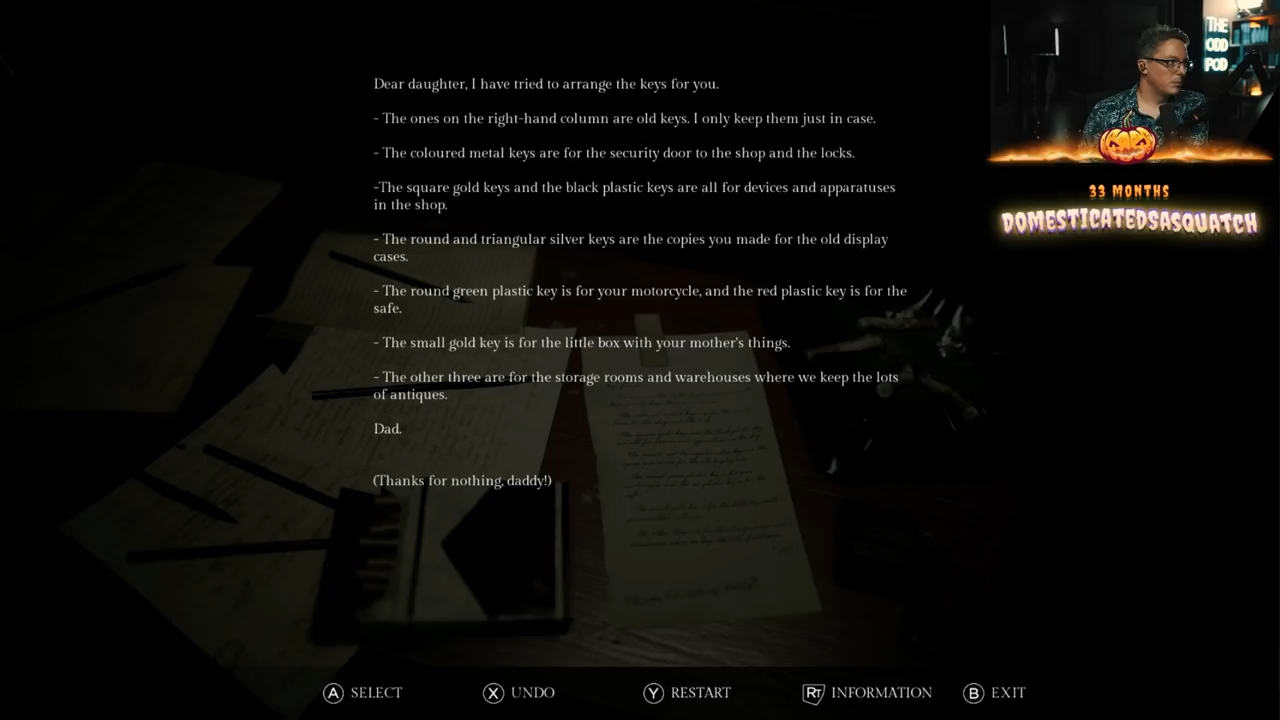 Dear daughter, I have tried to arrange the keys for you.
- The ones on the right-hand column are old keys. I only keep them just in case.
- The coloured metal keys are for the security door to the shop and the locks.
-The square gold keys and the black plastic keys are all for devices and apparatuses
in the shop.
- The round and triangular silver keys are the copies you made for the old display
cases.
- The round green plastic key is for your motorcycle, and the red plastic key is for the
safe.
- The small gold key is for the little box with your mother's things.
- The other three are for the storage rooms and warehouses where we keep the lots
of antiques.
Dad.
(Thanks for nothing, daddy!)
THE
ODD
POD
33 MONTHS
DOMESTICATEDSASQUATCH
A SELECT
X UNDO
Y RESTART
RT INFORMATION
B EXIT